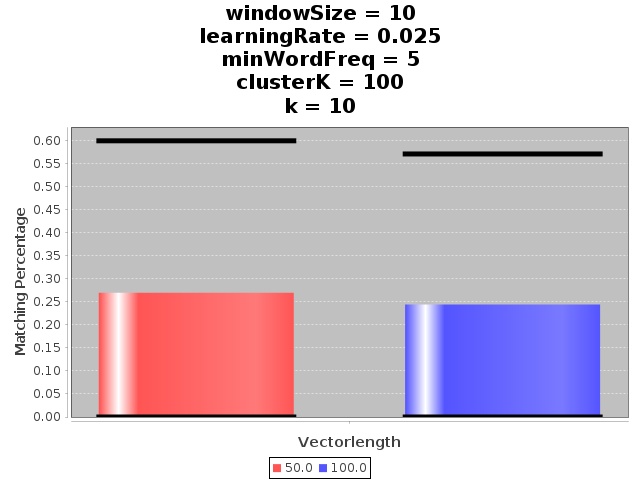 windowSize = 10
learningRate = 0.025
minWordFreq = 5
clusterK = 100
k = 10
0.60
0.55
0.50
0.45
0.40
0.35
0.30
0.25
0.20
0.15
0.10
0.05
0.00
Matching Percentage
Vectorlength
50.0 100.0